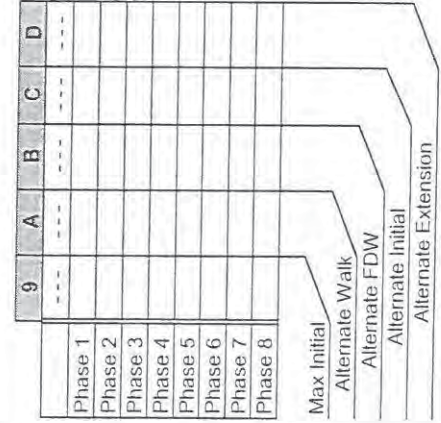 9 A B C D
--- --- --- --- ---
Phase 1
Phase 2
Phase 3
Phase 4
Phase 5
Phase 6
Phase 7
Phase 8
Max Initial
Alternate Walk
Alternate FDW
Alternate Initial
Alternate Extension